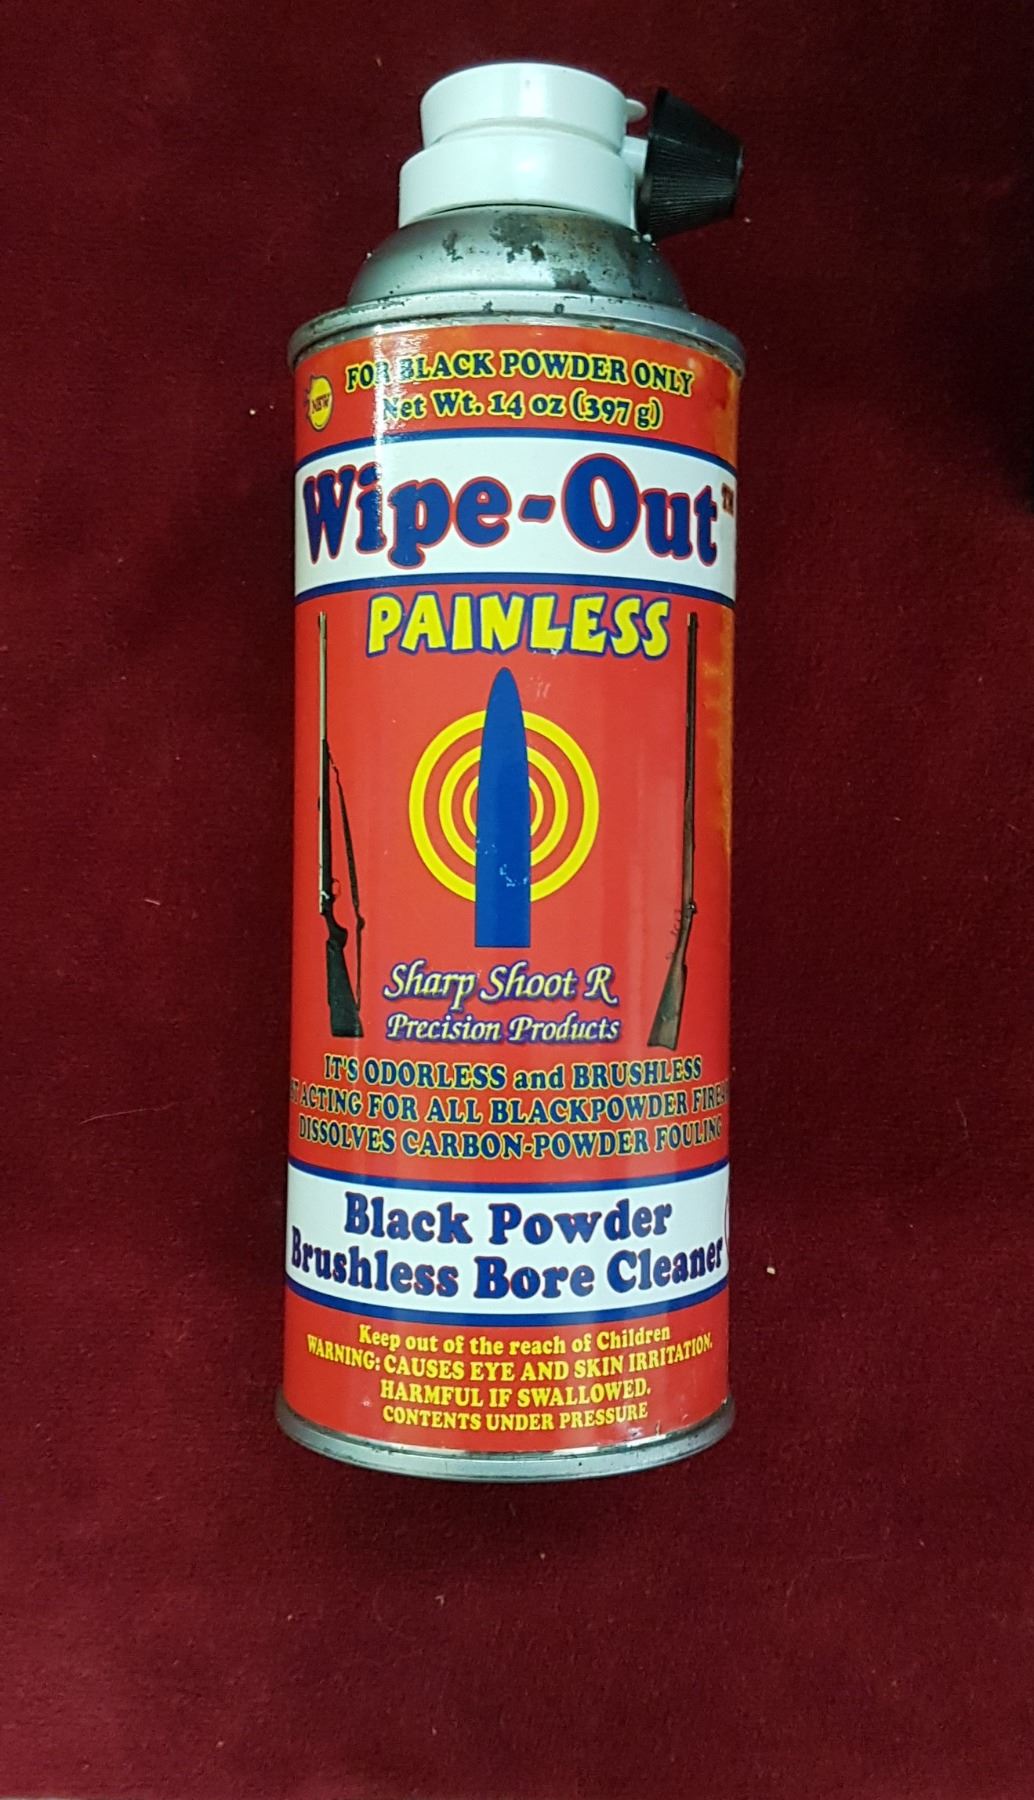 FOR BLACK POWDER ONLY
NEW
Net Wt. 14 oz (397 g)
Wipe-Out™
PAINLESS
Sharp Shoot R
Precision Products
IT'S ODORLESS and BRUSHLESS
ACTING FOR ALL BLACKPOWDER
DISSOLVES CARBON-POWDER FOULING
Black Powder
Brushless Bore Cleaner
Keep out of the reach of Children
WARNING: CAUSES EYE AND SKIN IRRITATION.
HARMFUL IF SWALLOWED.
CONTENTS UNDER PRESSURE